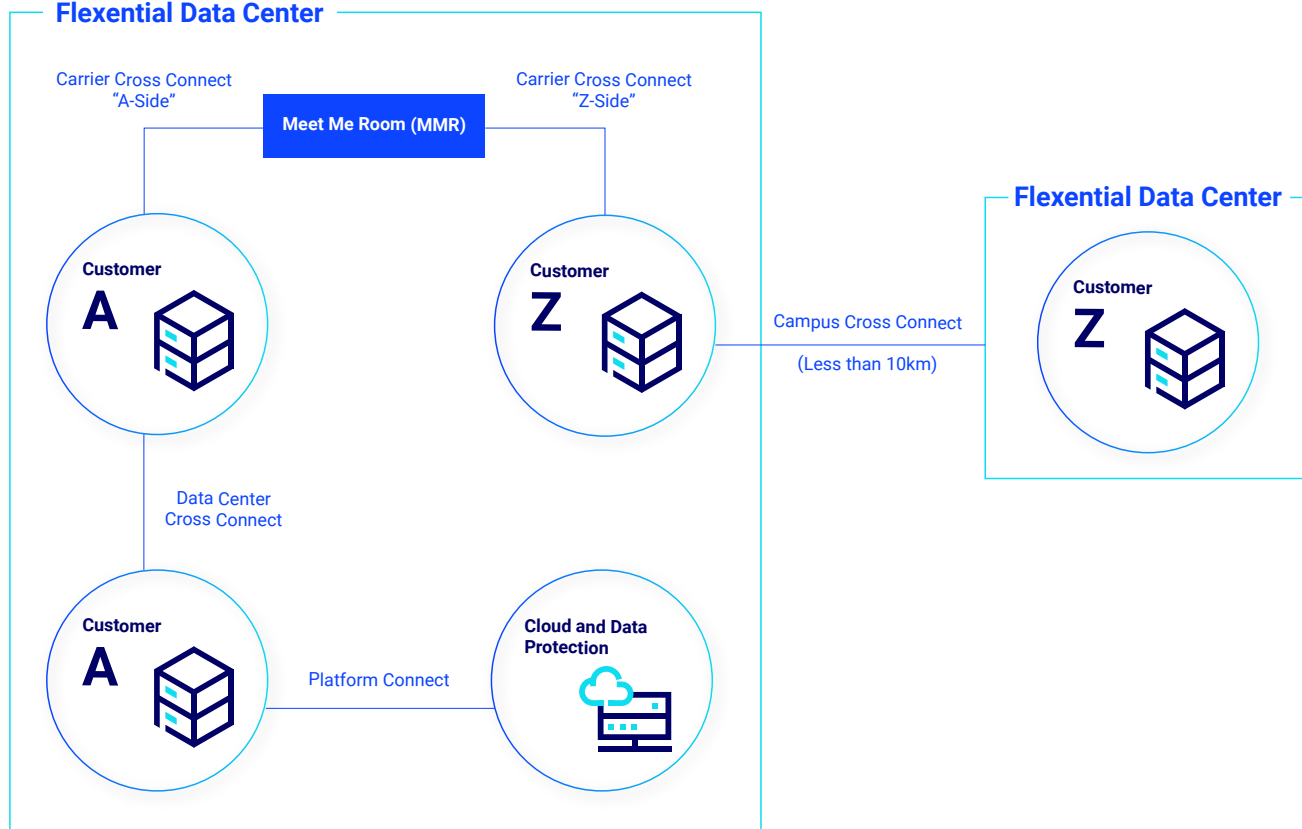 Flexential Data Center
Carrier Cross Connect
“A-Side”
Carrier Cross Connect
“Z-Side”
Meet Me Room (MMR)
Customer
A
Customer
Z
Campus Cross Connect
(Less than 10km)
Flexential Data Center
Customer
Z
Data Center
Cross Connect
Customer
A
Platform Connect
Cloud and Data
Protection